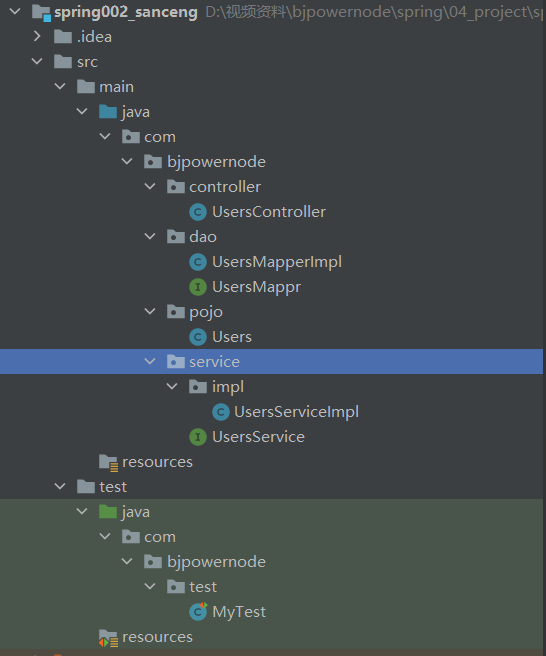 spring002_sanceng D:\视频资料\bjpowernode\spring\04_project\s
.idea
src
main
java
com
bjpowernode
controller
UsersController
dao
UsersMapperImpl
UsersMappr
pojo
Users
service
impl
UsersServiceImpl
UsersService
resources
test
java
com
bjpowernode
test
MyTest
resources